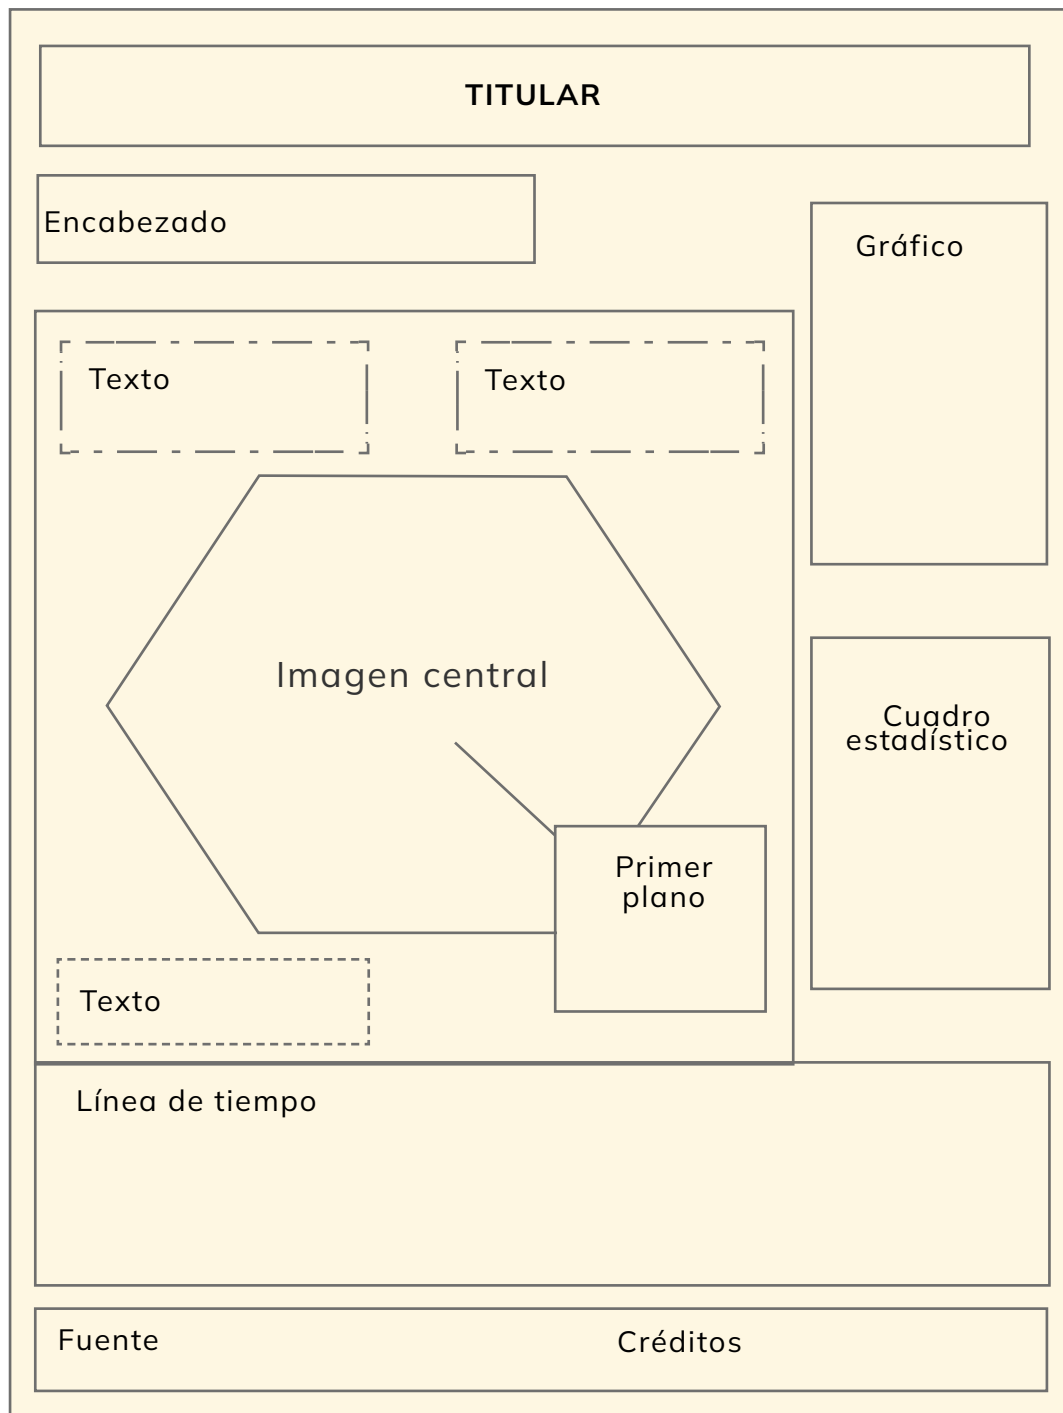 TITULAR
Encabezado
Gráfico
Texto
Texto
Imagen central
Cuadro
estadístico
Primer
plano
Texto
Línea de tiempo
Fuente
Créditos